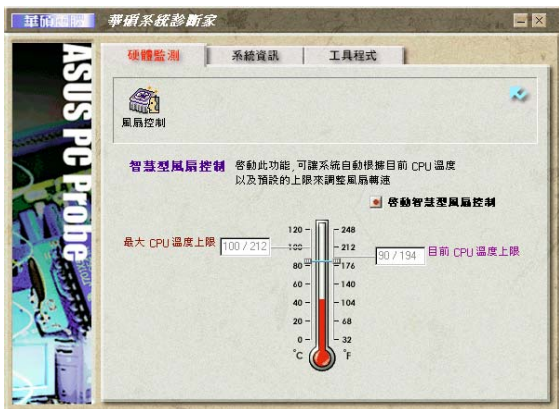 華碩電腦 華碩系統診斷家
ASUS PC Probe
硬體監測 系統資訊 工具程式
風扇控制
智慧型風扇控制 啓動此功能,可讓系統自動根據目前 CPU 溫度
以及預設的上限來調整風扇轉速
啓動智慧型風扇控制
最大 CPU 溫度上限 100 / 212
90 / 194 目前 CPU 溫度上限
120 248
100 212
80 176
60 140
40 104
20 68
0 32
°C °F